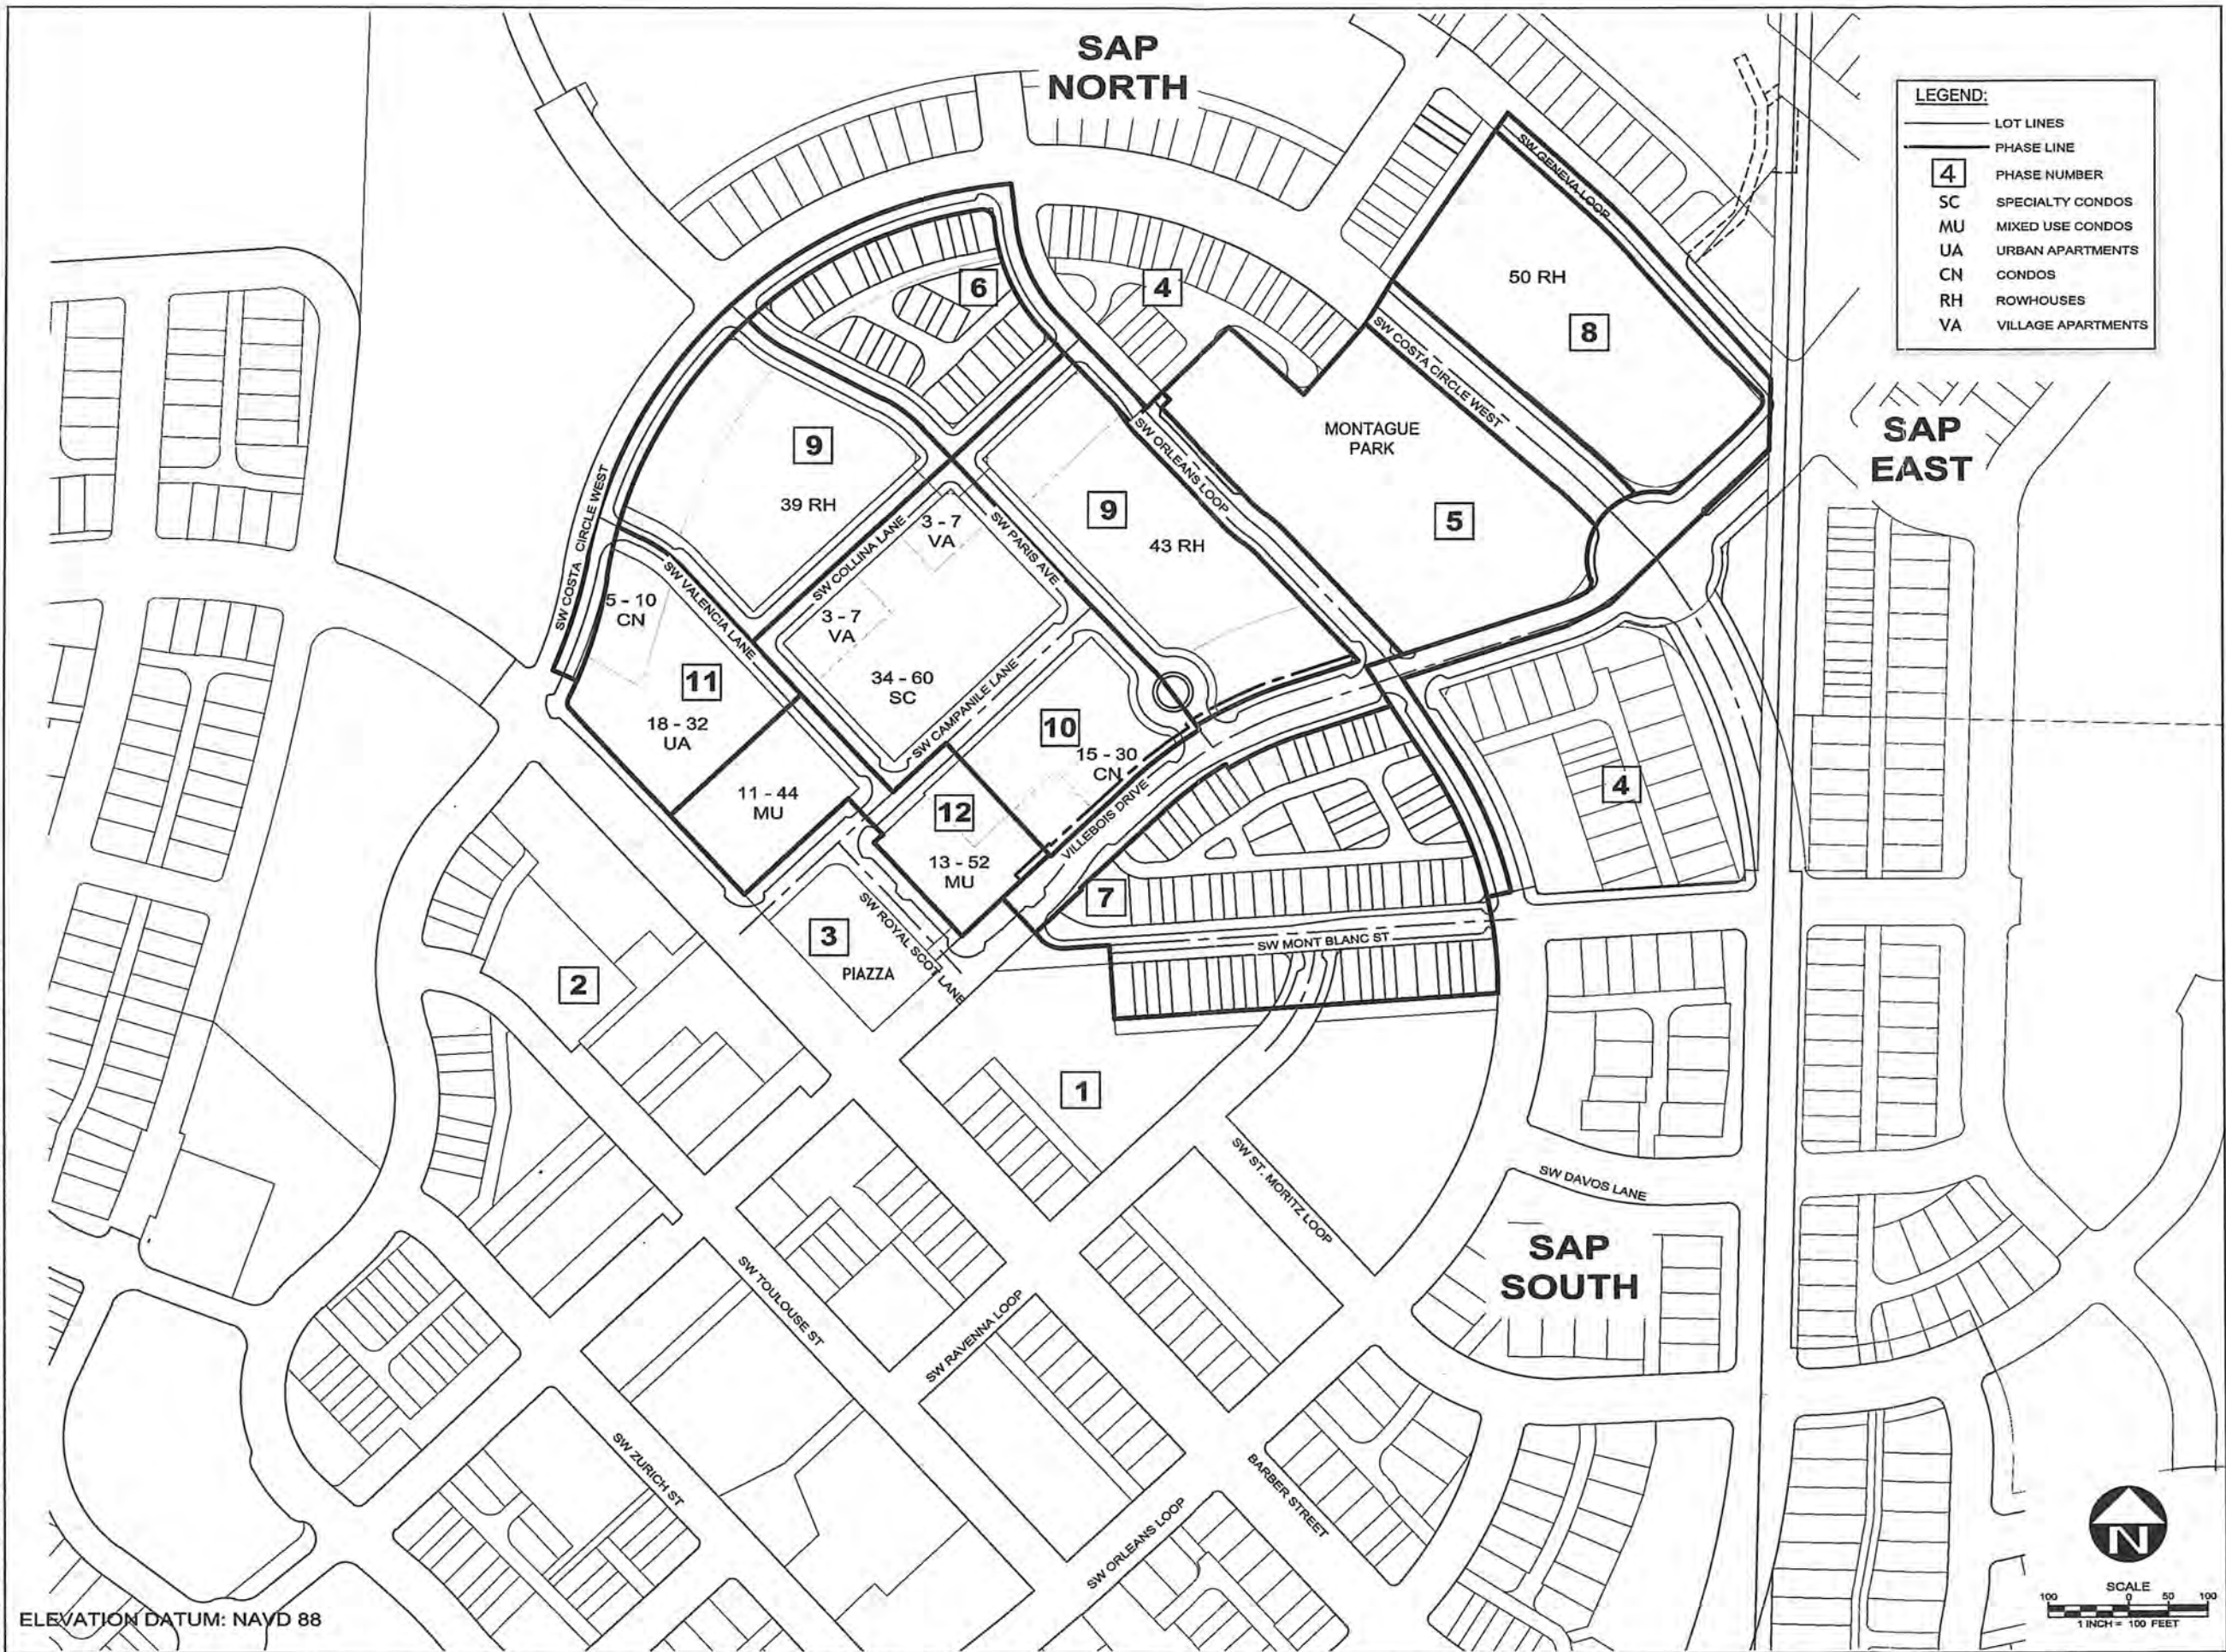 SAP
NORTH
LEGEND:
LOT LINES
PHASE LINE
4 PHASE NUMBER
SC SPECIALTY CONDOS
MU MIXED USE CONDOS
UA URBAN APARTMENTS
CN CONDOS
RH ROWHOUSES
VA VILLAGE APARTMENTS
SW GENEVA LOOP
50 RH
8
6
4
SW COSTA CIRCLE WEST
MONTAGUE
PARK
5
SAP
EAST
9
39 RH
SW COSTA CIRCLE WEST
SW ORLEANS LOOP
9
43 RH
3 - 7
VA
SW COLLINA LANE
SW PARIS AVE
SW VALENCIA LANE
5 - 10
CN
3 - 7
VA
34 - 60
SC
11
18 - 32
UA
SW CAMPANILE LANE
10
15 - 30
CN
11 - 44
MU
12
13 - 52
MU
VILLEBOIS DRIVE
4
7
SW MONT BLANC ST
3
PIAZZA
SW ROYAL SCOT LANE
2
1
SW ST. MORITZ LOOP
SW DAVOS LANE
SAP
SOUTH
SW TOULOUSE ST
SW RAVENNA LOOP
SW ZURICH ST
BARBER STREET
SW ORLEANS LOOP
N
SCALE
100 0 50 100
1 INCH = 100 FEET
ELEVATION DATUM: NAVD 88